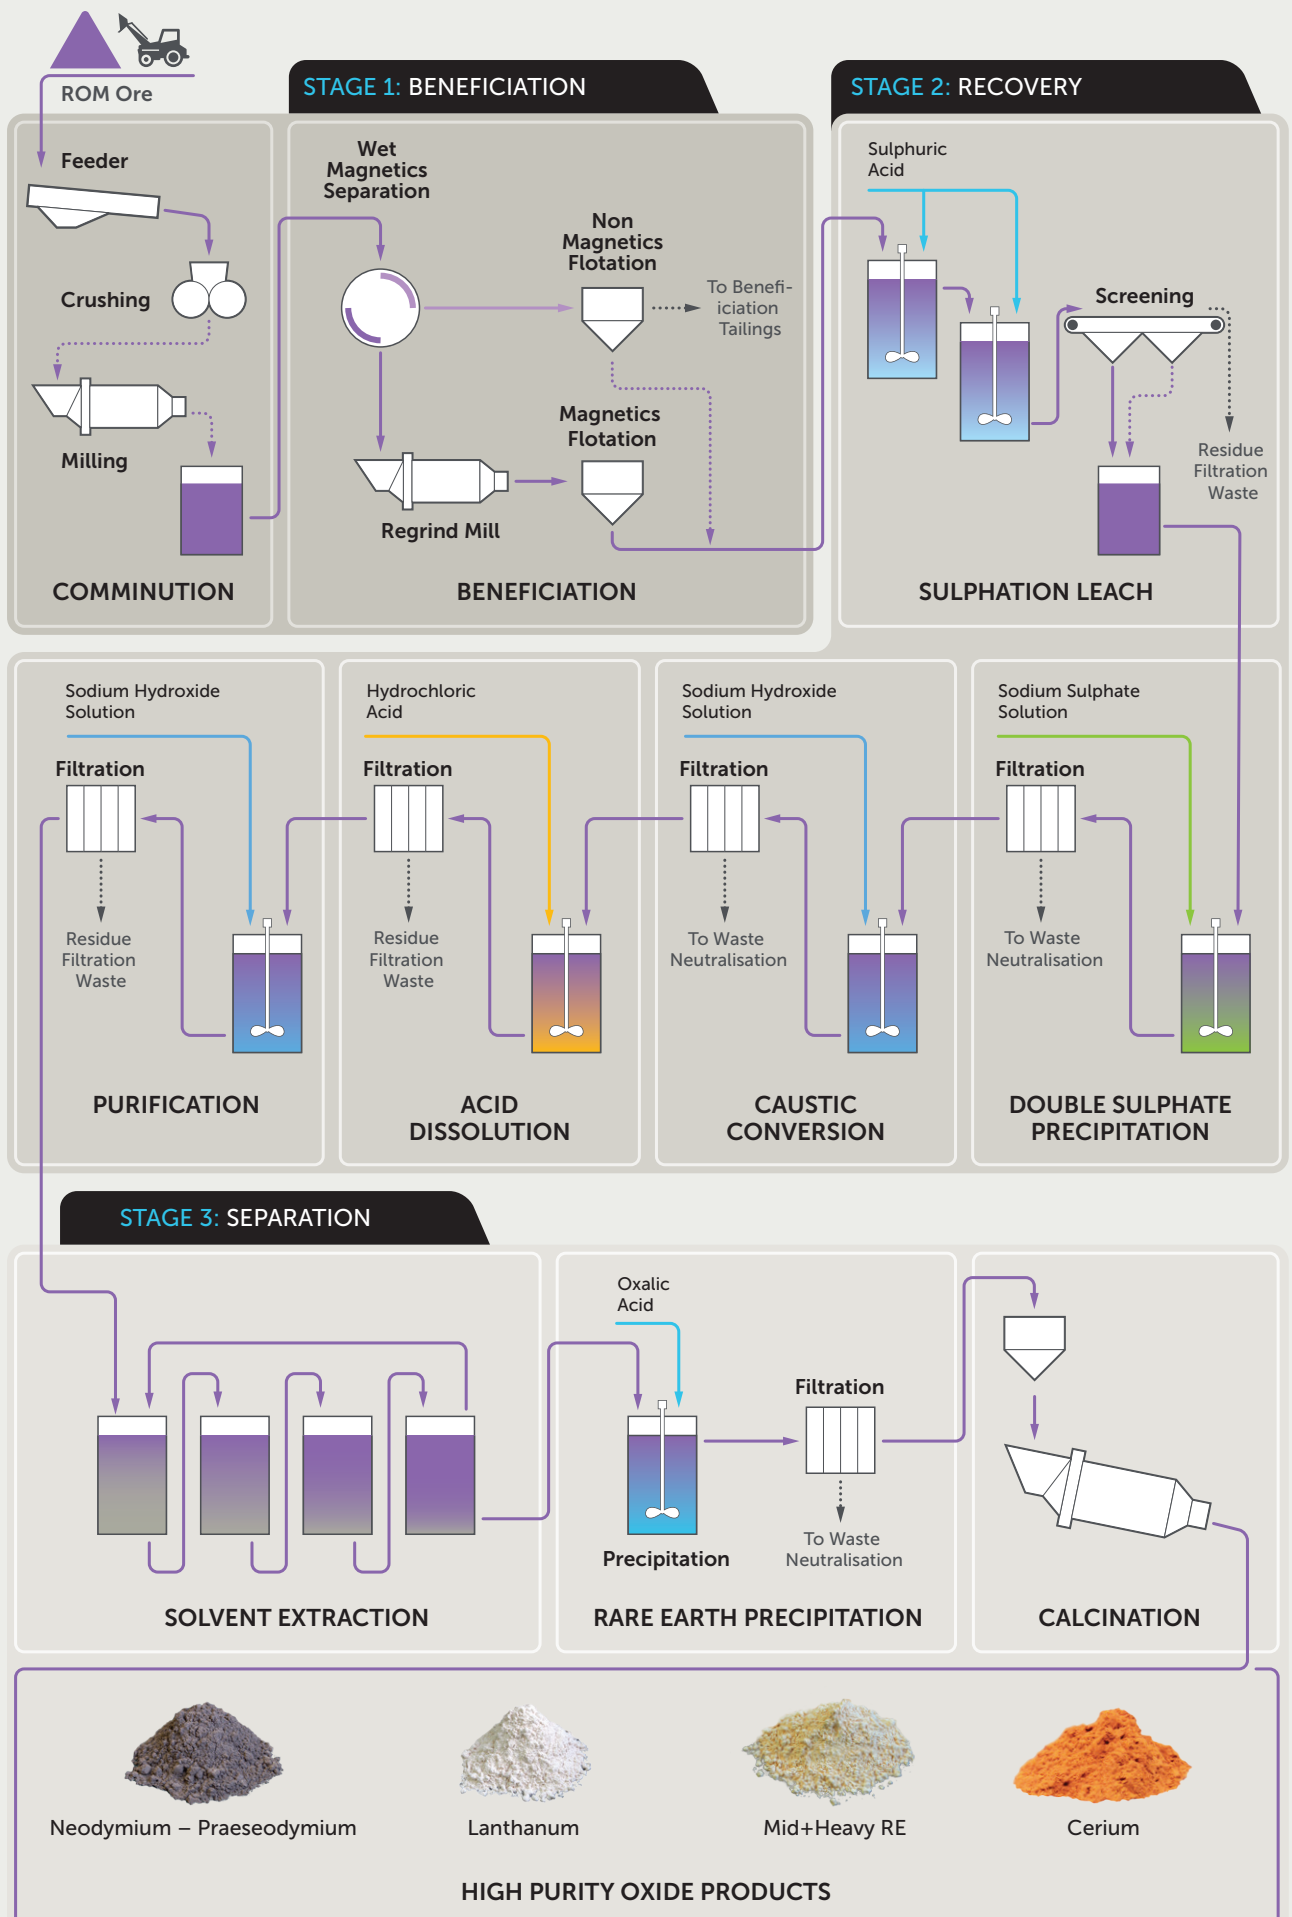 ROM Ore
STAGE 1: BENEFICIATION
STAGE 2: RECOVERY
Feeder
Crushing
Milling
COMMINUTION
Wet
Magnetics
Separation
Non
Magnetics
Flotation
To Benefi-
iciation
Tailings
Magnetics
Flotation
Regrind Mill
BENEFICIATION
Sulphuric
Acid
Screening
Residue
Filtration
Waste
SULPHATION LEACH
Sodium Hydroxide
Solution
Filtration
Residue
Filtration
Waste
PURIFICATION
Hydrochloric
Acid
Filtration
Residue
Filtration
Waste
ACID
DISSOLUTION
Sodium Hydroxide
Solution
Filtration
To Waste
Neutralisation
CAUSTIC
CONVERSION
Sodium Sulphate
Solution
Filtration
To Waste
Neutralisation
DOUBLE SULPHATE
PRECIPITATION
STAGE 3: SEPARATION
SOLVENT EXTRACTION
Oxalic
Acid
Precipitation
Filtration
To Waste
Neutralisation
RARE EARTH PRECIPITATION
CALCINATION
Neodymium – Praeseodymium
Lanthanum
Mid+Heavy RE
Cerium
HIGH PURITY OXIDE PRODUCTS